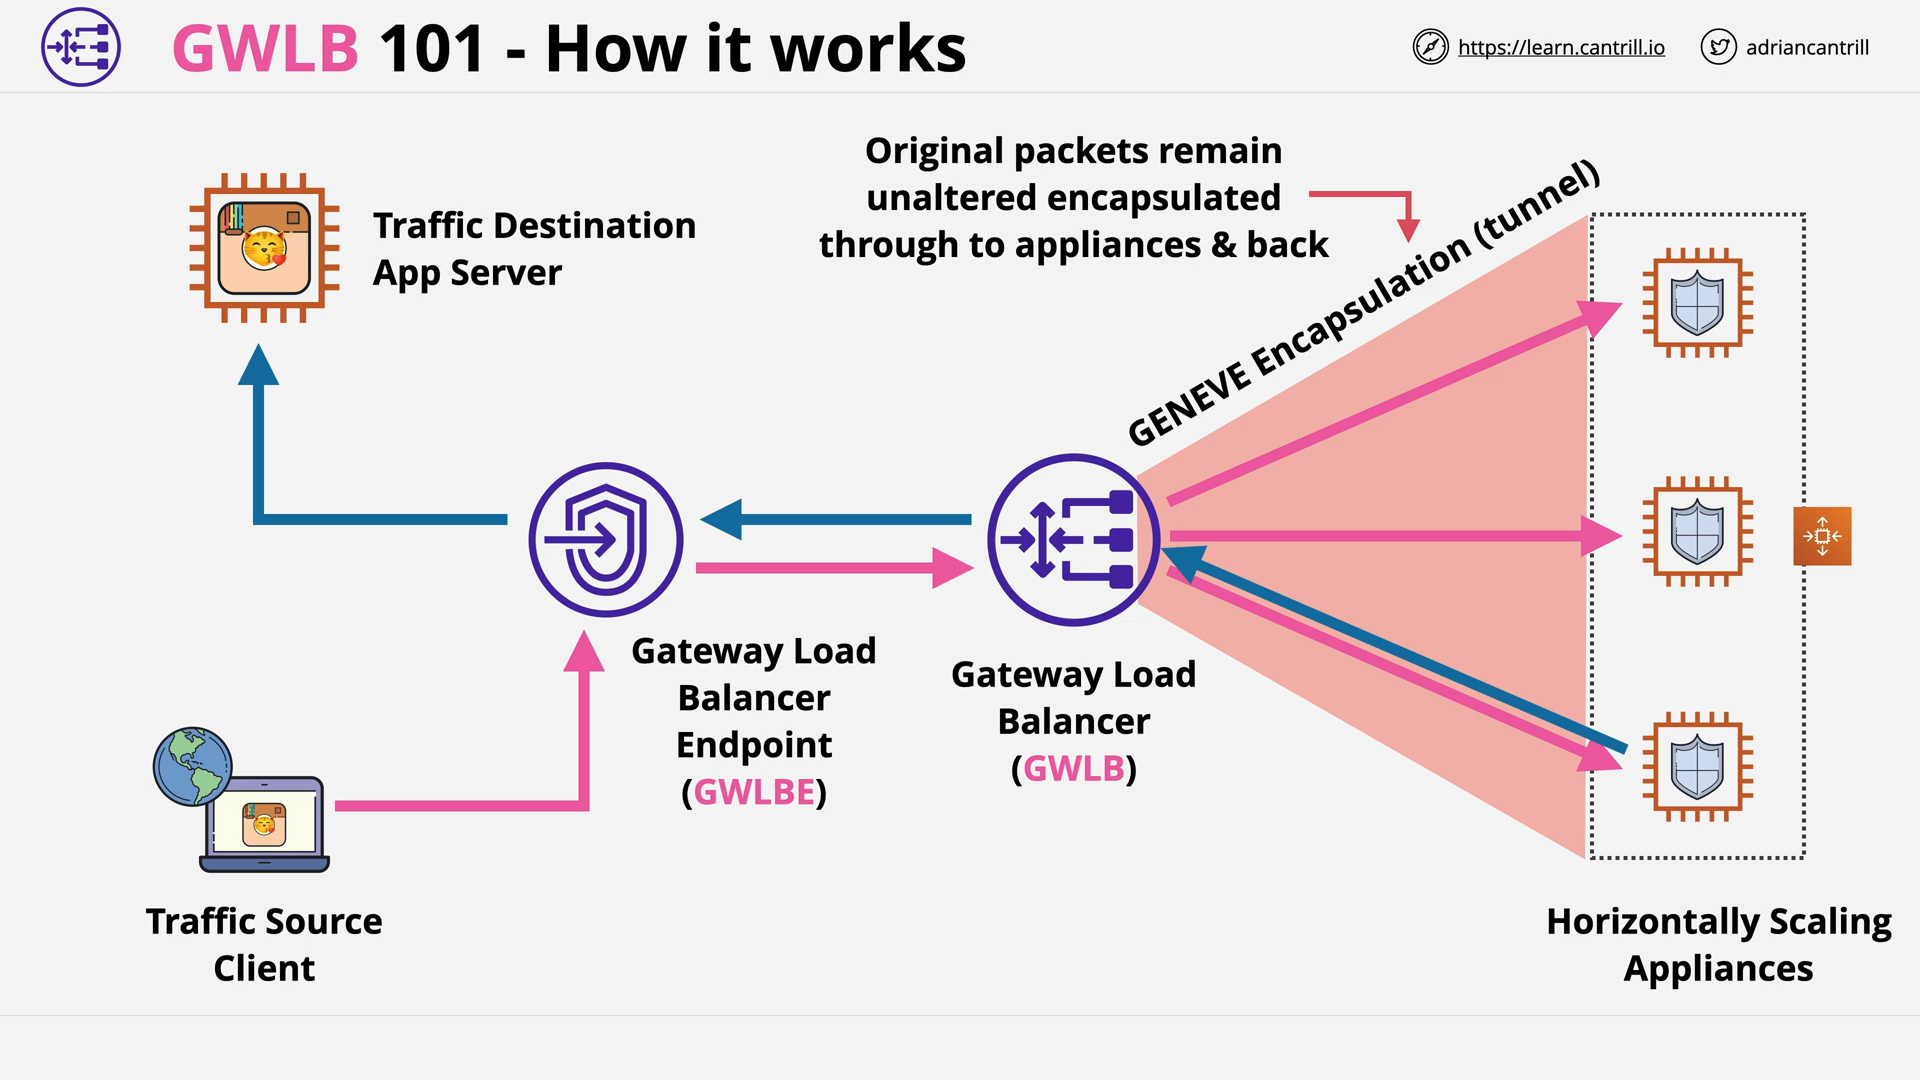 GWLB 101 - How it works
https://learn.cantrill.io
adriancantrill
Original packets remain
unaltered encapsulated
through to appliances & back
GENEVE Encapsulation (tunnel)
Traffic Destination
App Server
Gateway Load
Balancer
Endpoint
(GWLBE)
Gateway Load
Balancer
(GWLB)
Traffic Source
Client
Horizontally Scaling
Appliances